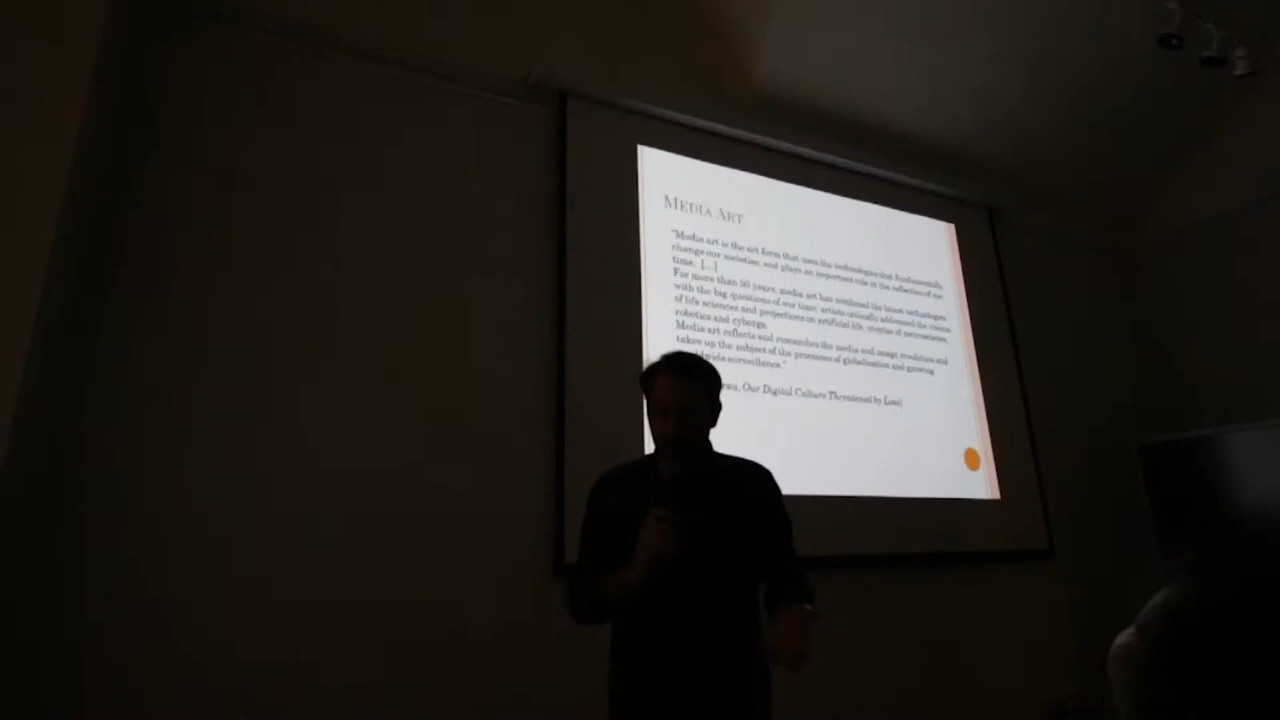 MEDIA ART
"Media art is the art form that uses the technologies that fundamentally
change our societies, and plays an important role in the reflection of our
time. [...]
For more than 50 years, media art has combined the latest technologies
with the big questions of our time: artists critically addressed the visions
of life sciences and projections on artificial life, utopias of neurosciences,
robotics and cyborgs.
Media art reflects and researches the media and image revolution and
takes up the subject of the processes of globalization and growing
surveillance."
Our Digital Culture Threatened by Loss)